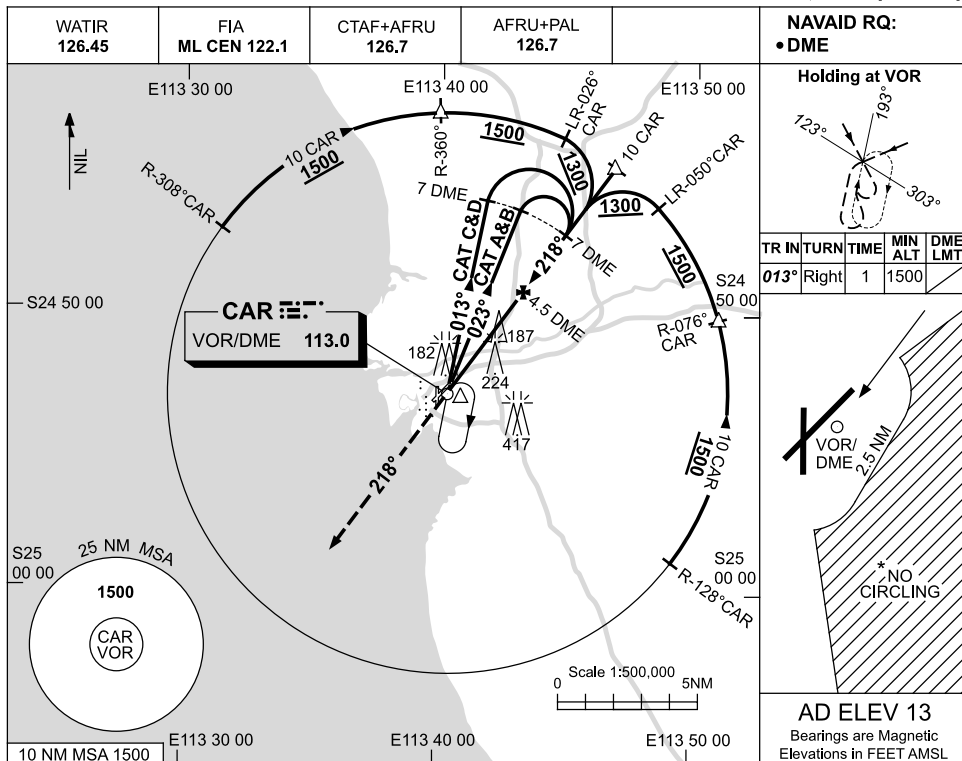 WATIR
126.45
FIA
ML CEN 122.1
CTAF+AFRU
126.7
AFRU+PAL
126.7
NAVAID RQ:
• DME
E113 30 00
E113 40 00
E113 50 00
NIL
R-308°CAR
10 CAR
1500
R-360°
1500
LR-026°
CAR
1300
10 CAR
1300
LR-050°CAR
1500
7 DME
7 DME
CAT C&D
013°
CAT A&B
023°
218°
4.5 DME
S24 50 00
S24
50 00
R-076°
CAR
CAR
VOR/DME 113.0
182
187
224
417
10 CAR
1500
218°
S25
00 00
S25
00 00
R-128°CAR
25 NM MSA
1500
CAR
VOR
Scale 1:500,000
0
5NM
10 NM MSA 1500
E113 30 00
E113 40 00
E113 50 00
Holding at VOR
193°
123°
303°
TR IN
TURN
TIME
MIN
ALT
DME
LMT
013°
Right
1
1500
VOR/
DME
2.5 NM
*NO
CIRCLING
AD ELEV 13
Bearings are Magnetic
Elevations in FEET AMSL